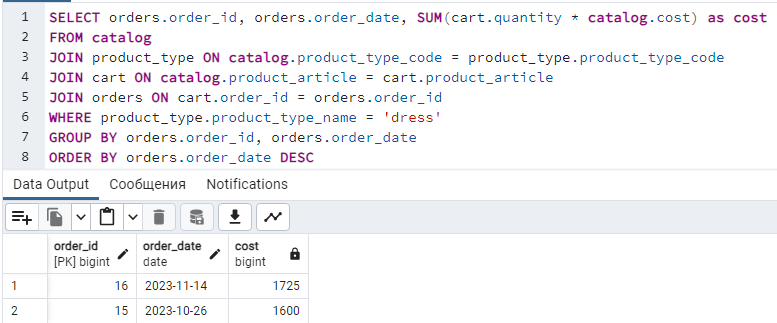 1 SELECT orders.order_id, orders.order_date, SUM(cart.quantity * catalog.cost) as cost
2 FROM catalog
3 JOIN product_type ON catalog.product_type_code = product_type.product_type_code
4 JOIN cart ON catalog.product_article = cart.product_article
5 JOIN orders ON cart.order_id = orders.order_id
6 WHERE product_type.product_type_name = 'dress'
7 GROUP BY orders.order_id, orders.order_date
8 ORDER BY orders.order_date DESC
Data Output Сообщения Notifications
order_id order_date cost
[PK] bigint date bigint
1 16 2023-11-14 1725
2 15 2023-10-26 1600